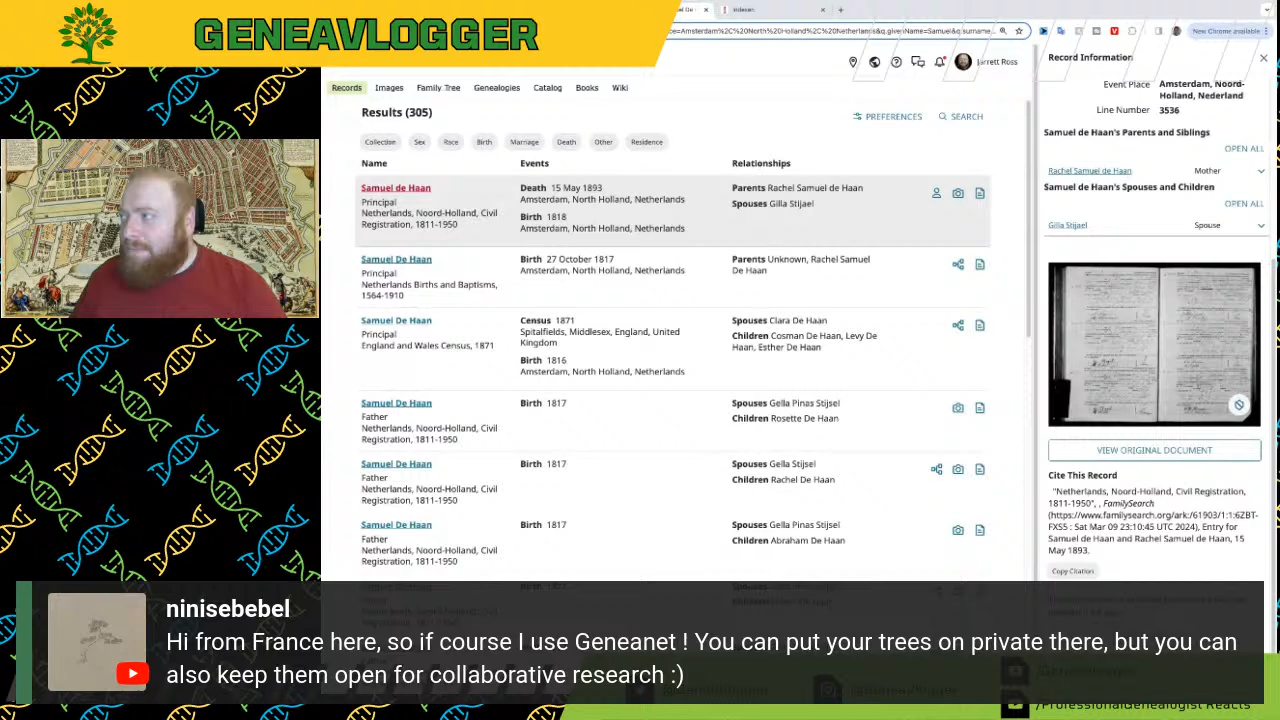 GENEAVLOGGER
indexen
New Chrome available
Jarrett Ross
Records Images Family Tree Genealogies Catalog Books Wiki
Results (305)
PREFERENCES SEARCH
Collection Sex Race Birth Marriage Death Other Residence
Name Events Relationships
Samuel de Haan
Principal
Netherlands, Noord-Holland, Civil
Registration, 1811-1950
Death 15 May 1893
Amsterdam, North Holland, Netherlands
Birth 1818
Amsterdam, North Holland, Netherlands
Parents Rachel Samuel de Haan
Spouses Gilla Stijael
Samuel De Haan
Principal
Netherlands Births and Baptisms,
1564-1910
Birth 27 October 1817
Amsterdam, North Holland, Netherlands
Parents Unknown, Rachel Samuel
De Haan
Samuel De Haan
Principal
England and Wales Census, 1871
Census 1871
Spitalfields, Middlesex, England, United
Kingdom
Birth 1816
Amsterdam, North Holland, Netherlands
Spouses Clara De Haan
Children Cosman De Haan, Levy De
Haan, Esther De Haan
Samuel De Haan
Father
Netherlands, Noord-Holland, Civil
Registration, 1811-1950
Birth 1817
Spouses Gella Pinas Stijsel
Children Rosette De Haan
Samuel De Haan
Father
Netherlands, Noord-Holland, Civil
Registration, 1811-1950
Birth 1817
Spouses Gella Stijsel
Children Rachel De Haan
Samuel De Haan
Father
Netherlands, Noord-Holland, Civil
Registration, 1811-1950
Birth 1817
Spouses Gella Pinas Stijsel
Children Abraham De Haan
Record Information
Event Place Amsterdam, Noord-
Holland, Nederland
Line Number 3536
Samuel de Haan's Parents and Siblings
OPEN ALL
Rachel Samuel de Haan Mother
Samuel de Haan's Spouses and Children
OPEN ALL
Gilla Stijael Spouse
VIEW ORIGINAL DOCUMENT
Cite This Record
"Netherlands, Noord-Holland, Civil Registration,
1811-1950", , FamilySearch
(https://www.familysearch.org/ark:/61903/1:1:6ZBT-
FXS5 : Sat Mar 09 23:10:45 UTC 2024), Entry for
Samuel de Haan and Rachel Samuel de Haan, 15
May 1893.
Copy Citation
ninisebebel
Hi from France here, so if course I use Geneanet ! You can put your trees on private there, but you can
also keep them open for collaborative research :)
/ProfessionalGenealogist Reacts